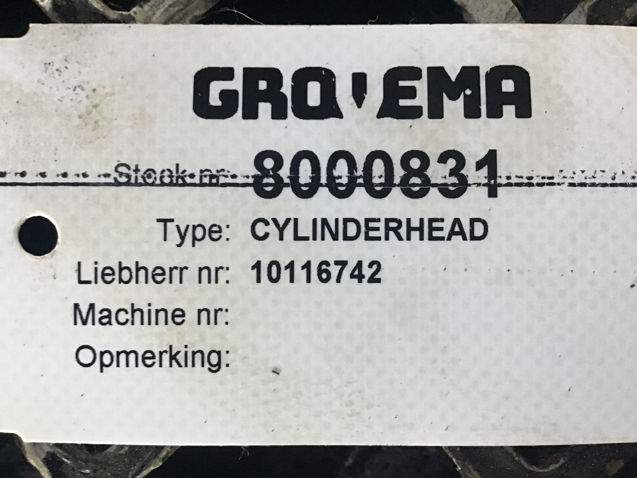 GROVEMA
Stock nr: 8000831
Type: CYLINDERHEAD
Liebherr nr: 10116742
Machine nr:
Opmerking: